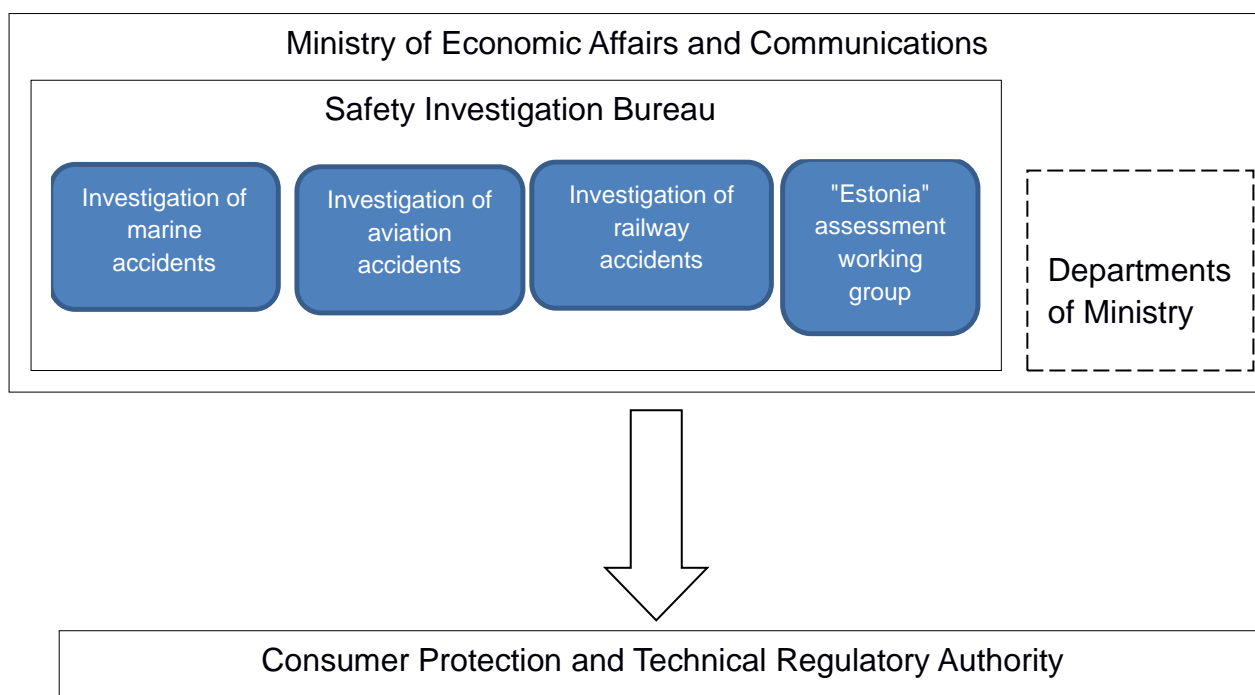 Ministry of Economic Affairs and Communications
Safety Investigation Bureau
Investigation of
marine
accidents
Investigation of
aviation
accidents
Investigation of
railway
accidents
"Estonia"
assessment
working
group
Departments
of Ministry
Consumer Protection and Technical Regulatory Authority